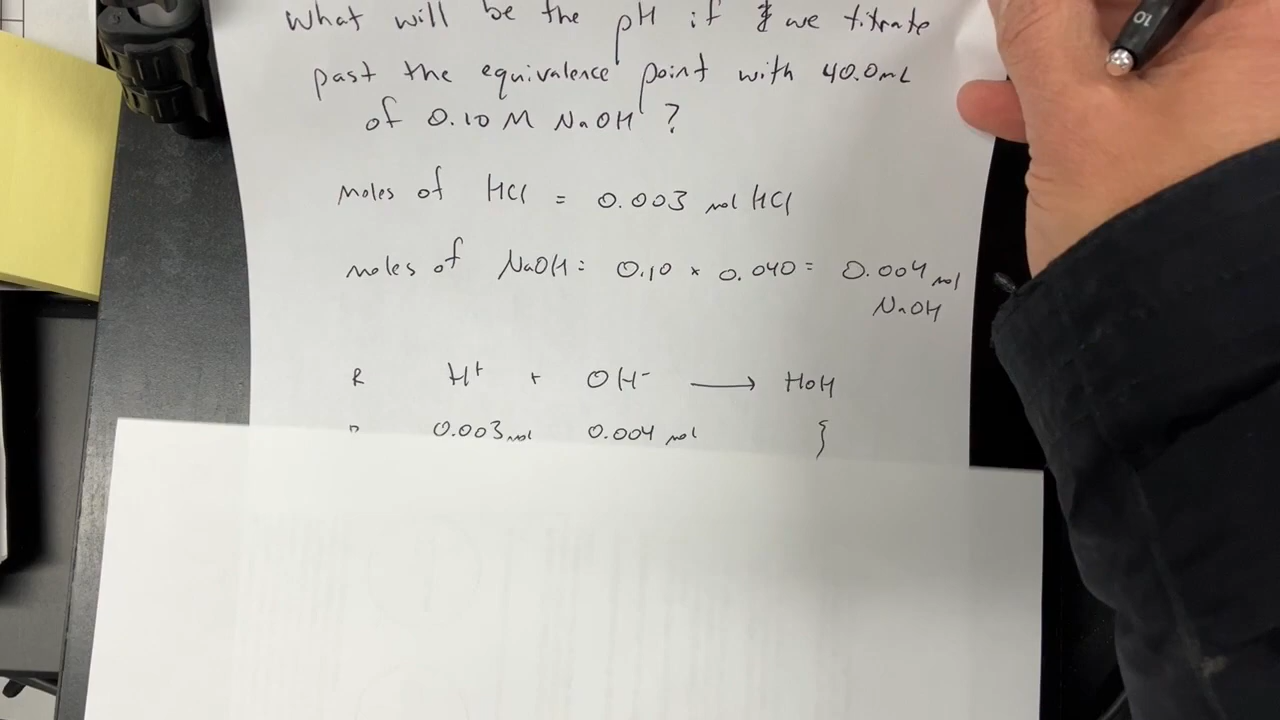 What will be the pH if we titrate
past the equivalence point with 40.0mL
of 0.10 M NaOH ?
moles of HCl = 0.003 mol HCl
moles of NaOH = 0.10 × 0.040 = 0.004 mol
NaOH
R H⁺ + OH⁻ → HOH
0.003 mol 0.004 mol
10